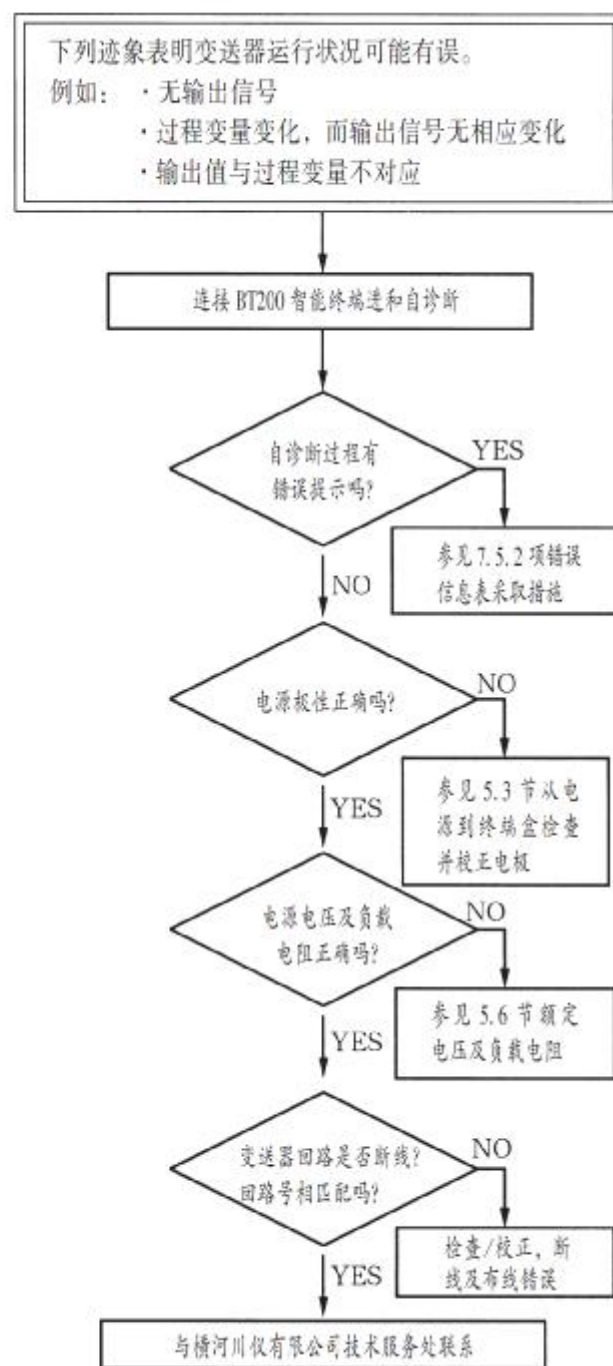 下列迹象表明变送器运行状况可能有误。
例如： ·无输出信号
·过程变量变化，而输出信号无相应变化
·输出值与过程变量不对应
连接 BT200 智能终端进和自诊断
自诊断过程有
错误提示吗？
YES
参见 7.5.2 项错误
信息表采取措施
NO
电源极性正确吗？
NO
参见 5.3 节从电
源到终端盒检查
并校正电极
YES
电源电压及负载
电阻正确吗？
NO
参见 5.6 节额定
电压及负载电阻
YES
变送器回路是否断线？
回路号相匹配吗？
NO
检查/校正，断
线及布线错误
YES
与横河川仪有限公司技术服务处联系